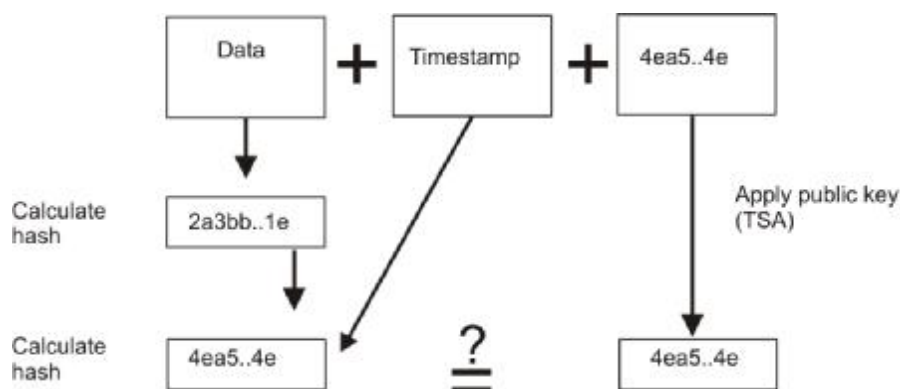 Data
+
Timestamp
+
4ea5..4e
Calculate
hash
2a3bb..1e
Apply public key
(TSA)
Calculate
hash
4ea5..4e
?
=
4ea5..4e